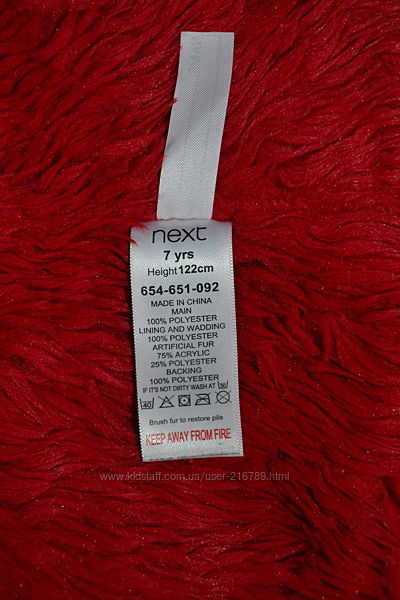 next
7 yrs
Height 122cm
654-651-092
MADE IN CHINA
MAIN
100% POLYESTER
LINING AND WADDING
100% POLYESTER
ARTIFICIAL FUR
75% ACRYLIC
25% POLYESTER
BACKING
100% POLYESTER
IF IT'S NOT DIRTY WASH AT 30
40
Brush fur to restore pile
KEEP AWAY FROM FIRE
www.kidstaff.com.ua/user-216789.html